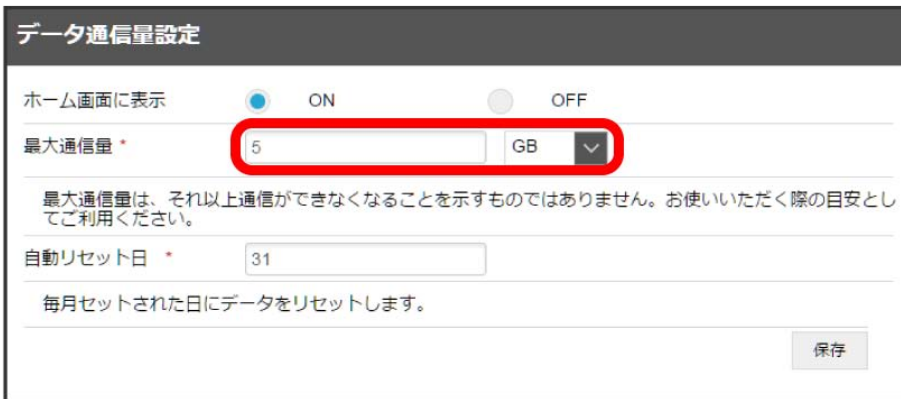 データ通信量設定
ホーム画面に表示 ON OFF
最大通信量 * 5 GB
最大通信量は、それ以上通信ができなくなることを示すものではありません。お使いいただく際の目安とし
てご利用ください。
自動リセット日 * 31
毎月セットされた日にデータをリセットします。
保存